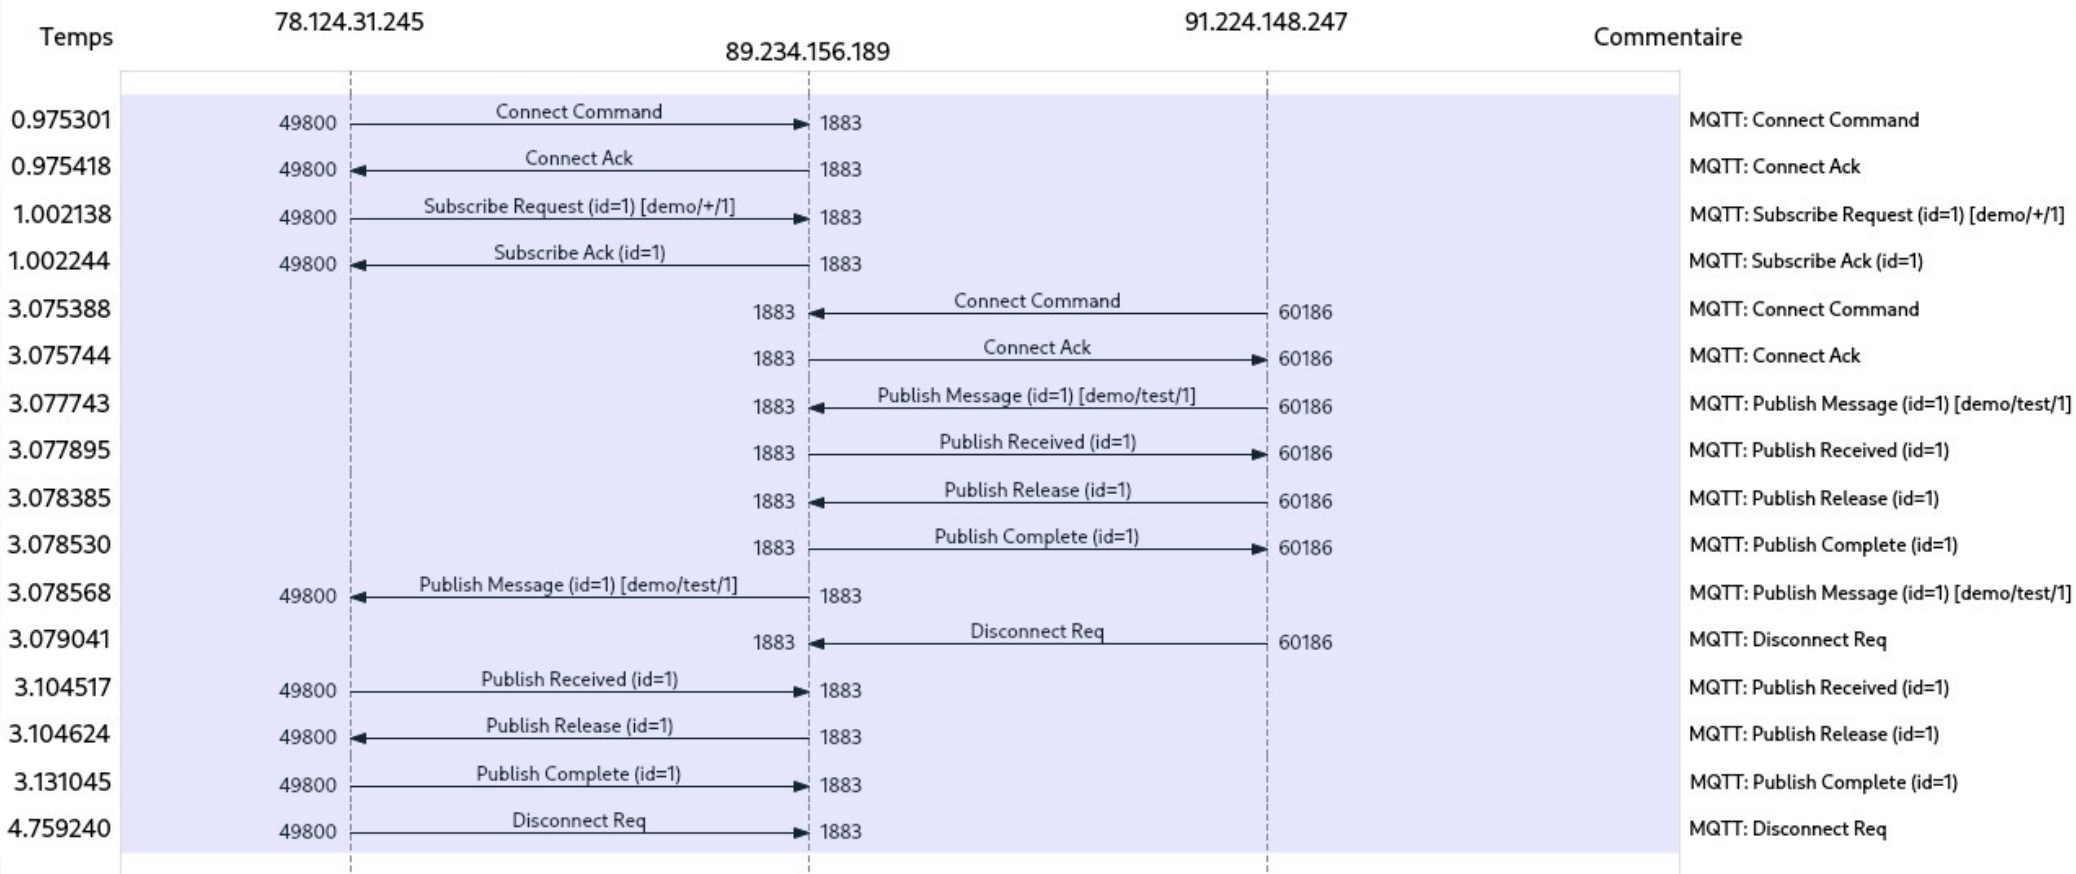 78.124.31.245 91.224.148.247
Temps 89.234.156.189 Commentaire
0.975301 49800 Connect Command 1883 MQTT: Connect Command
0.975418 49800 Connect Ack 1883 MQTT: Connect Ack
1.002138 49800 Subscribe Request (id=1) [demo/+/1] 1883 MQTT: Subscribe Request (id=1) [demo/+/1]
1.002244 49800 Subscribe Ack (id=1) 1883 MQTT: Subscribe Ack (id=1)
3.075388 1883 Connect Command 60186 MQTT: Connect Command
3.075744 1883 Connect Ack 60186 MQTT: Connect Ack
3.077743 1883 Publish Message (id=1) [demo/test/1] 60186 MQTT: Publish Message (id=1) [demo/test/1]
3.077895 1883 Publish Received (id=1) 60186 MQTT: Publish Received (id=1)
3.078385 1883 Publish Release (id=1) 60186 MQTT: Publish Release (id=1)
3.078530 1883 Publish Complete (id=1) 60186 MQTT: Publish Complete (id=1)
3.078568 49800 Publish Message (id=1) [demo/test/1] 1883 MQTT: Publish Message (id=1) [demo/test/1]
3.079041 1883 Disconnect Req 60186 MQTT: Disconnect Req
3.104517 49800 Publish Received (id=1) 1883 MQTT: Publish Received (id=1)
3.104624 49800 Publish Release (id=1) 1883 MQTT: Publish Release (id=1)
3.131045 49800 Publish Complete (id=1) 1883 MQTT: Publish Complete (id=1)
4.759240 49800 Disconnect Req 1883 MQTT: Disconnect Req